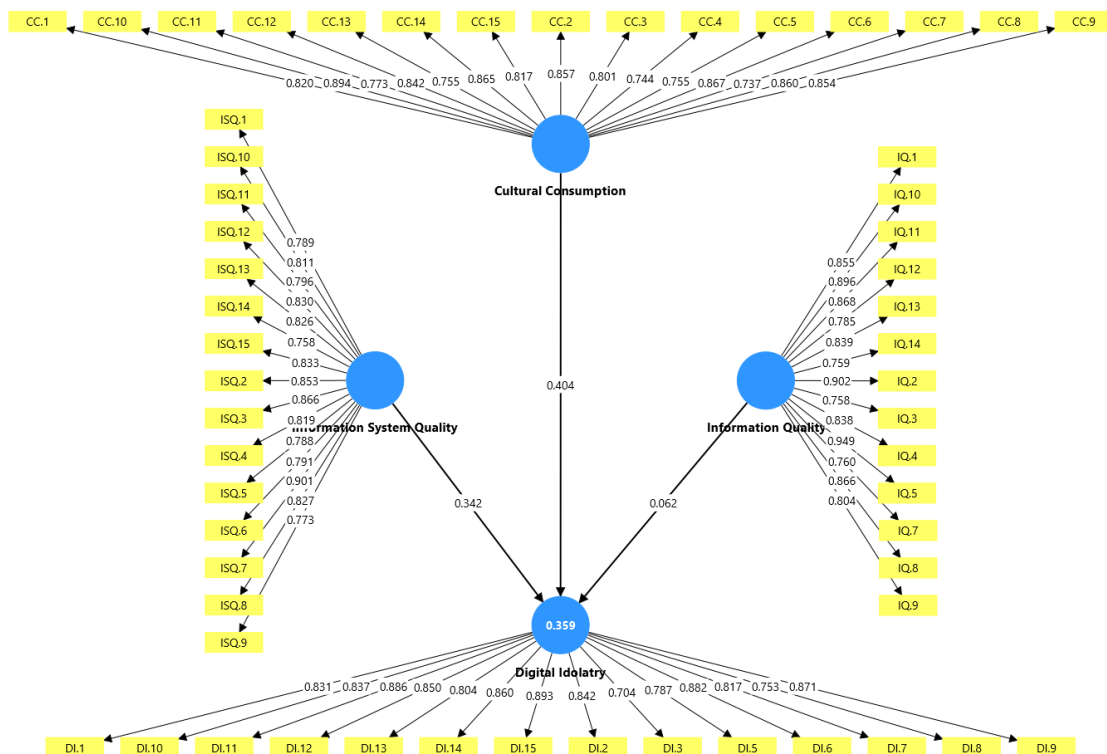 CC.1 CC.10 CC.11 CC.12 CC.13 CC.14 CC.15 CC.2 CC.3 CC.4 CC.5 CC.6 CC.7 CC.8 CC.9
0.820 0.894 0.773 0.842 0.755 0.865 0.817 0.857 0.801 0.744 0.755 0.867 0.737 0.860 0.854
Cultural Consumption
ISQ.1
ISQ.10
ISQ.11
ISQ.12
ISQ.13
ISQ.14
ISQ.15
ISQ.2
ISQ.3
ISQ.4
ISQ.5
ISQ.6
ISQ.7
ISQ.8
ISQ.9
0.789
0.811
0.796
0.830
0.826
0.758
0.833
0.853
0.866
0.819
0.788
0.791
0.901
0.827
0.773
Information System Quality
0.404
0.342
0.062
Information Quality
0.855
0.896
0.868
0.785
0.839
0.759
0.902
0.758
0.838
0.949
0.760
0.866
0.804
IQ.1
IQ.10
IQ.11
IQ.12
IQ.13
IQ.14
IQ.2
IQ.3
IQ.4
IQ.5
IQ.7
IQ.8
IQ.9
0.359
Digital Idolatry
0.831 0.837 0.886 0.850 0.804 0.860 0.893 0.842 0.704 0.787 0.882 0.817 0.753 0.871
DI.1 DI.10 DI.11 DI.12 DI.13 DI.14 DI.15 DI.2 DI.3 DI.5 DI.6 DI.7 DI.8 DI.9